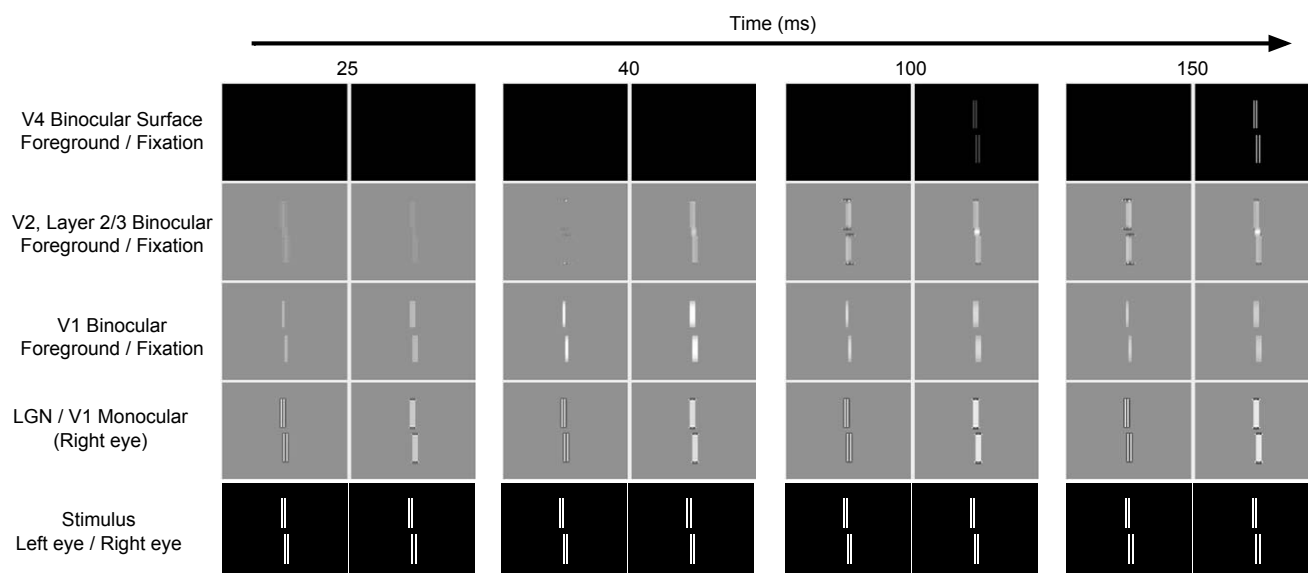 Time (ms)
25 40 100 150
V4 Binocular Surface
Foreground / Fixation
V2, Layer 2/3 Binocular
Foreground / Fixation
V1 Binocular
Foreground / Fixation
LGN / V1 Monocular
(Right eye)
Stimulus
Left eye / Right eye